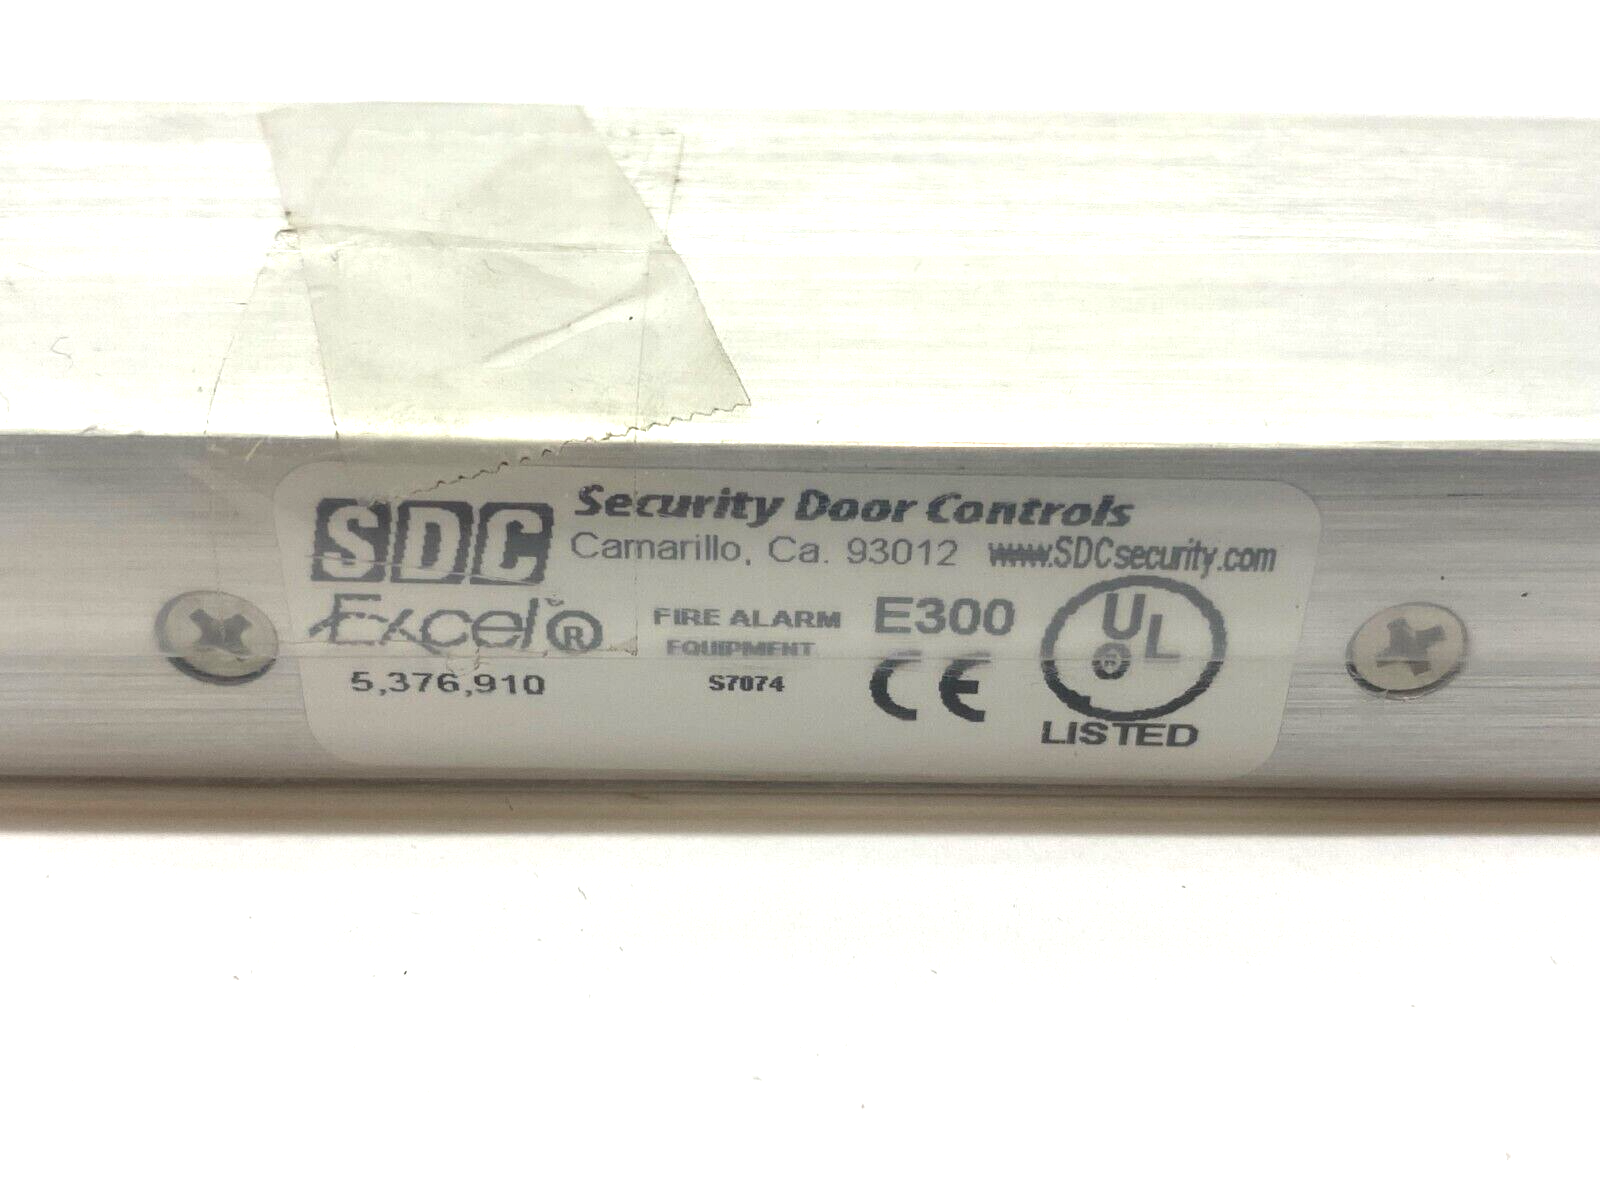 SDC Security Door Controls
Camarillo, Ca. 93012 www.SDCsecurity.com
Excel® FIRE ALARM E300 UL®
EQUIPMENT
5,376,910 S7074 CE
LISTED